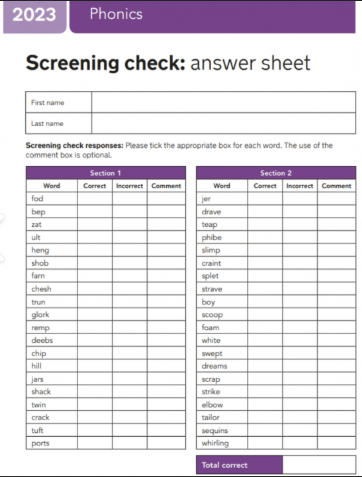 2023 Phonics
Screening check: answer sheet
First name
Last name
Screening check responses: Please tick the appropriate box for each word. The use of the
comment box is optional.
Section 1 Section 2
Word Correct Incorrect Comment Word Correct Incorrect Comment
fod jer
bep drave
zat teap
ult phibe
heng slimp
shob craint
farn splet
chesh strave
trun boy
glork scoop
remp foam
deebs white
chip swept
hill dreams
jars scrap
shack strike
twin elbow
crack tailor
tuft sequins
ports whirling
Total correct